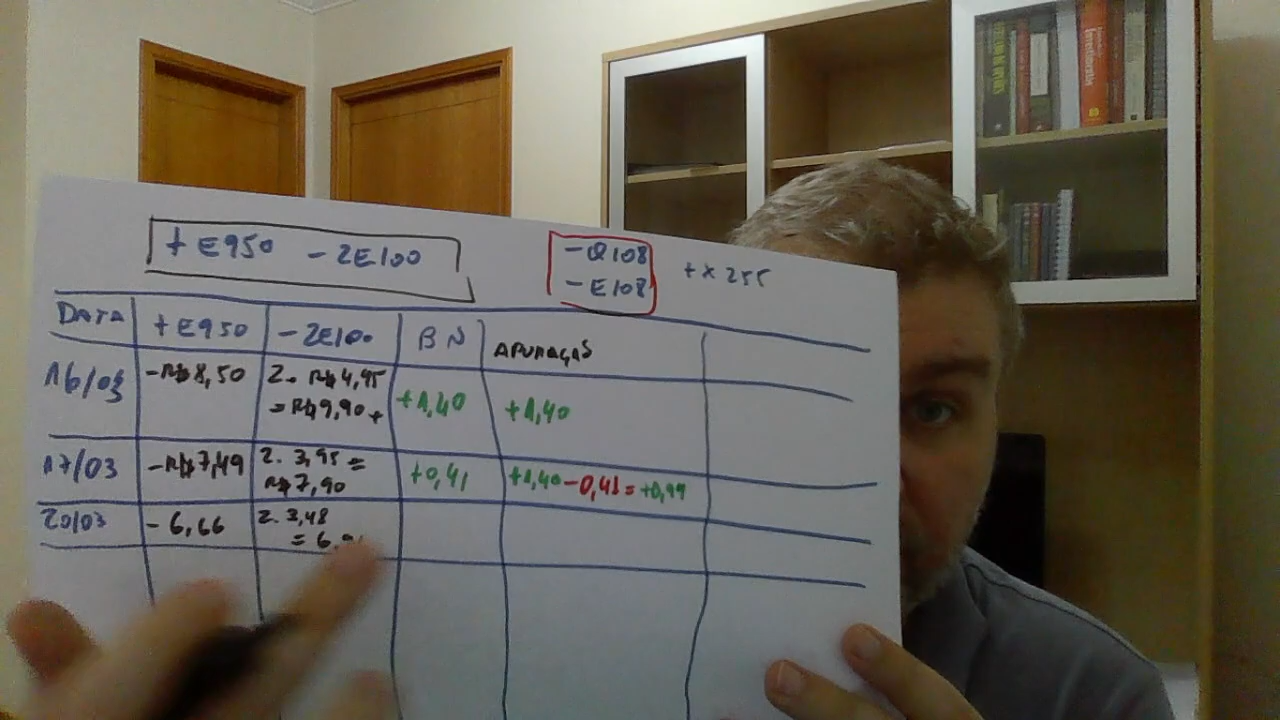 +E950 -2E100
-Q108
-E108
+X255
DATA +E950 -2E100 BN APURAÇÃO
16/03 -R$8,50 2. R$4,95
=R$9,90+ +1,40 +1,40
17/03 -R$7,49 2. 3,95 =
R$7,90 +0,41 +1,40-0,41=+0,99
20/03 -6,66 2. 3,48